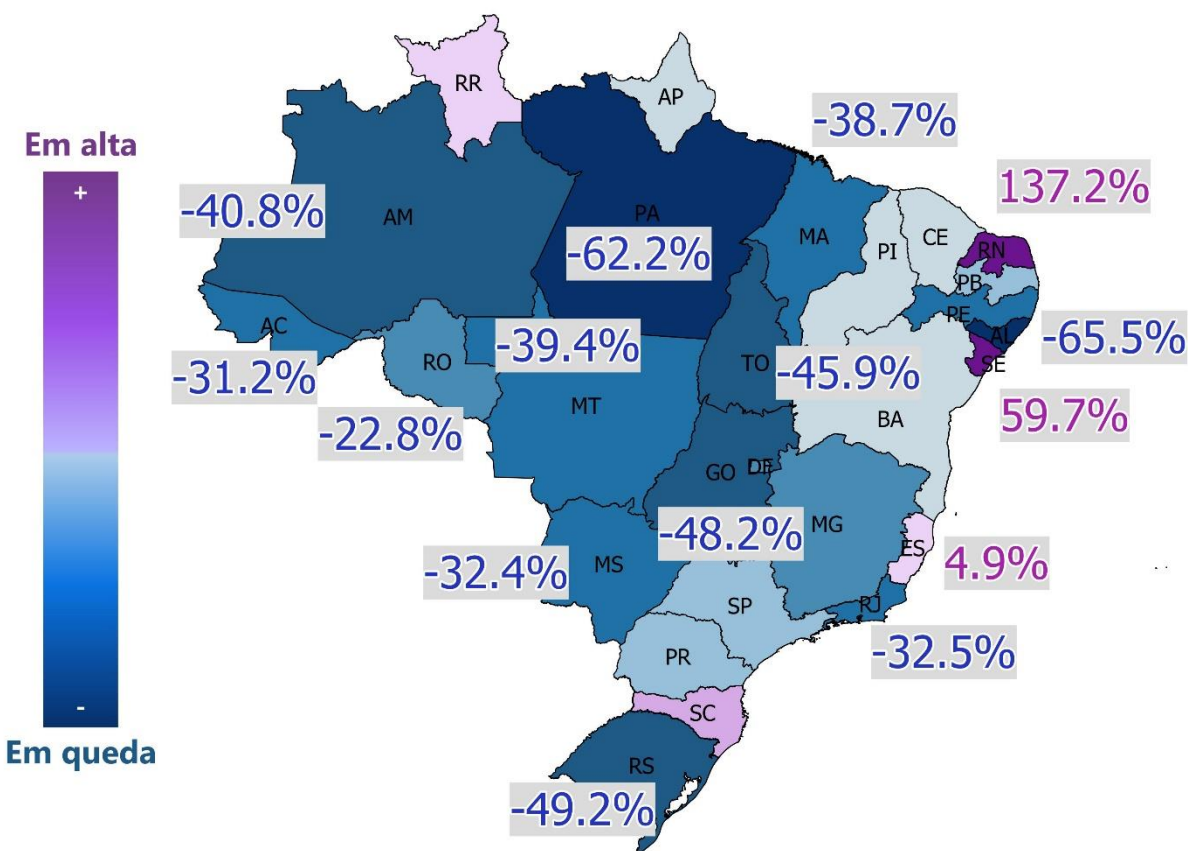 Em alta
+
-
Em queda
RR
AP
-38.7%
137.2%
-40.8%
AM
PA
-62.2%
MA
PI
CE
RN
PB
PE
AL
-65.5%
SE
59.7%
AC
-31.2%
RO
-22.8%
-39.4%
MT
TO
-45.9%
BA
GO
DF
-48.2%
MG
ES
4.9%
-32.4%
MS
SP
RJ
-32.5%
PR
SC
RS
-49.2%